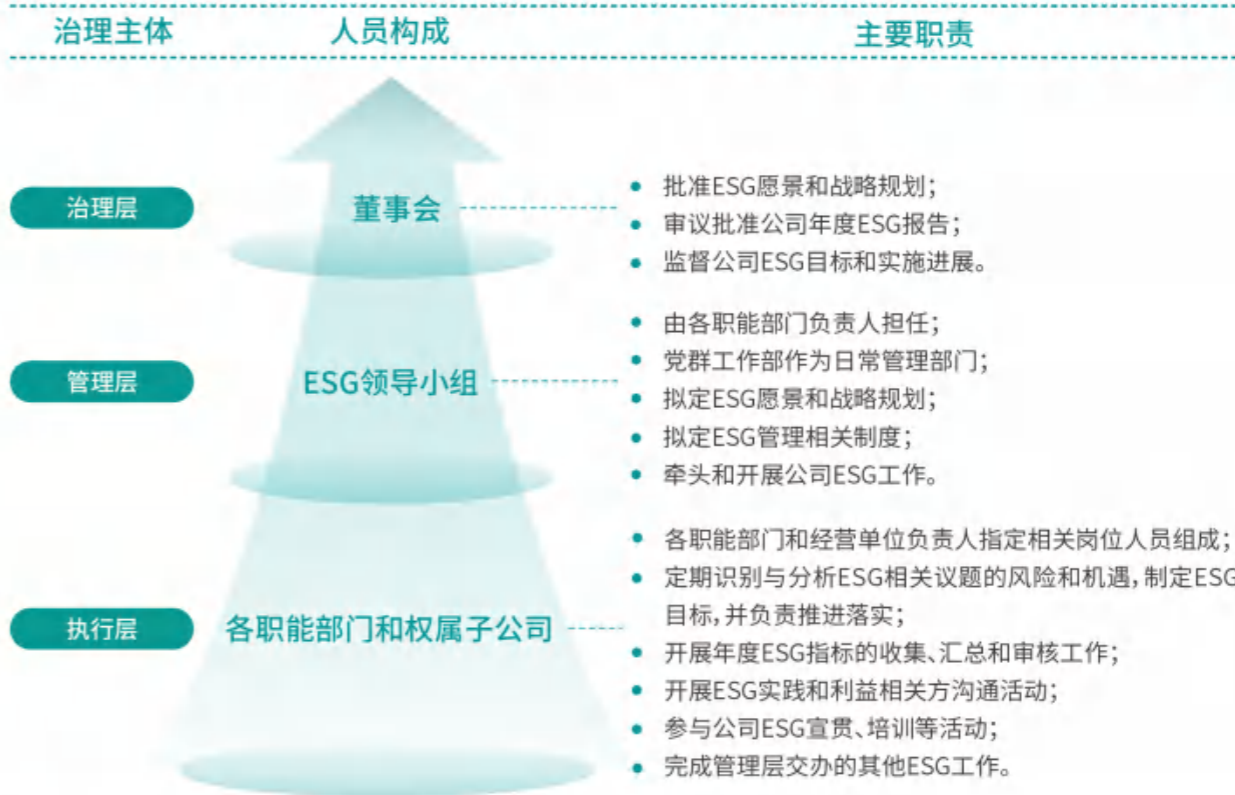 治理主体 人员构成 主要职责
治理层
董事会
• 批准ESG愿景和战略规划；
• 审议批准公司年度ESG报告；
• 监督公司ESG目标和实施进展。
管理层
ESG领导小组
• 由各职能部门负责人担任；
• 党群工作部作为日常管理部门；
• 拟定ESG愿景和战略规划；
• 拟定ESG管理相关制度；
• 牵头和开展公司ESG工作。
执行层
各职能部门和权属子公司
• 各职能部门和经营单位负责人指定相关岗位人员组成；
• 定期识别与分析ESG相关议题的风险和机遇，制定ESG
目标，并负责推进落实；
• 开展年度ESG指标的收集、汇总和审核工作；
• 开展ESG实践和利益相关方沟通活动；
• 参与公司ESG宣贯、培训等活动；
• 完成管理层交办的其他ESG工作。